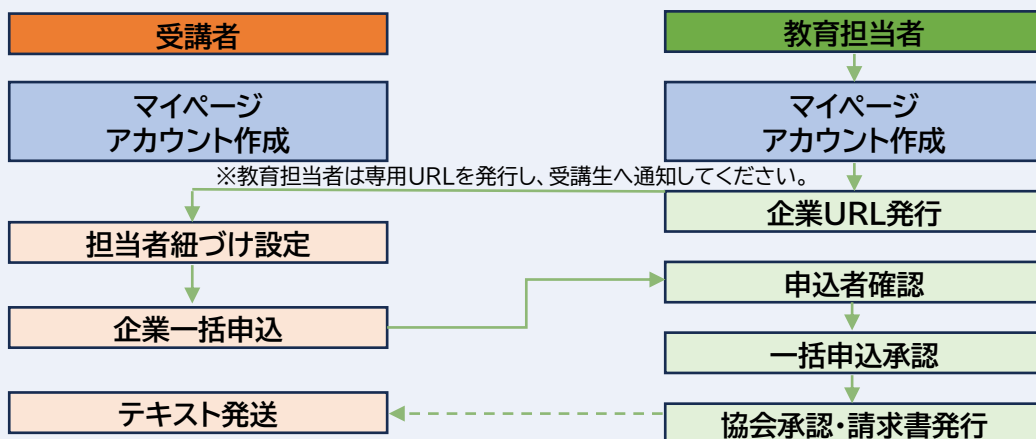 受講者
教育担当者
マイページ
アカウント作成
マイページ
アカウント作成
※教育担当者は専用URLを発行し、受講生へ通知してください。
企業URL発行
担当者紐づけ設定
申込者確認
企業一括申込
一括申込承認
テキスト発送
協会承認・請求書発行